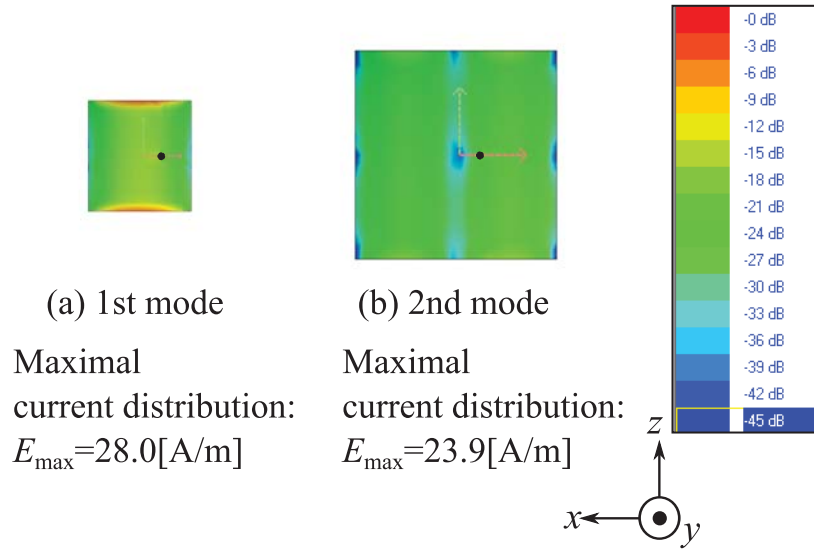 -0 dB
-3 dB
-6 dB
-9 dB
-12 dB
-15 dB
-18 dB
-21 dB
-24 dB
-27 dB
-30 dB
-33 dB
-36 dB
-39 dB
-42 dB
-45 dB
(a) 1st mode
Maximal
current distribution:
Emax=28.0[A/m]
(b) 2nd mode
Maximal
current distribution:
Emax=23.9[A/m]
z
x
y